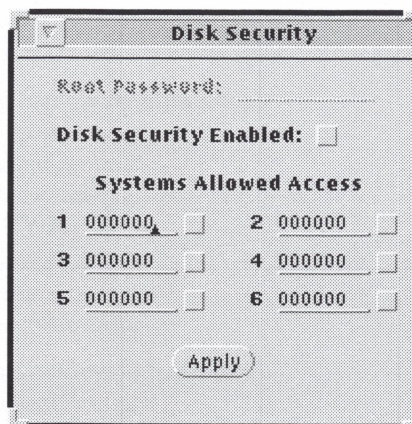 Disk Security
Root Password:
Disk Security Enabled:
Systems Allowed Access
1 000000 2 000000
3 000000 4 000000
5 000000 6 000000
Apply